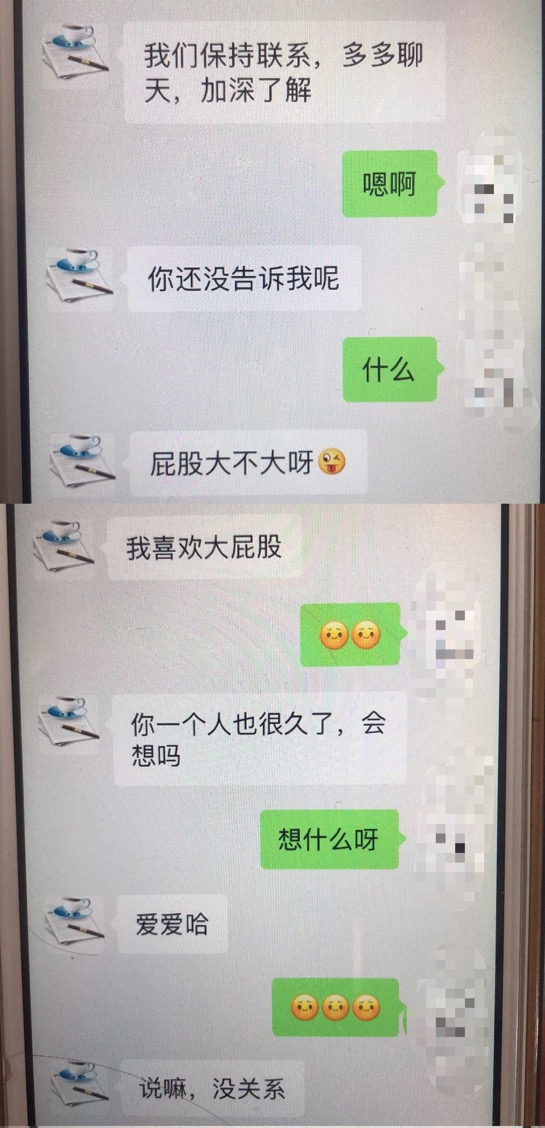 我们保持联系，多多聊
天，加深了解
嗯啊
你还没告诉我呢
什么
屁股大不大呀😜
我喜欢大屁股
😔😔
你一个人也很久了，会
想吗
想什么呀
爱爱哈
😔😔😔
说嘛，没关系